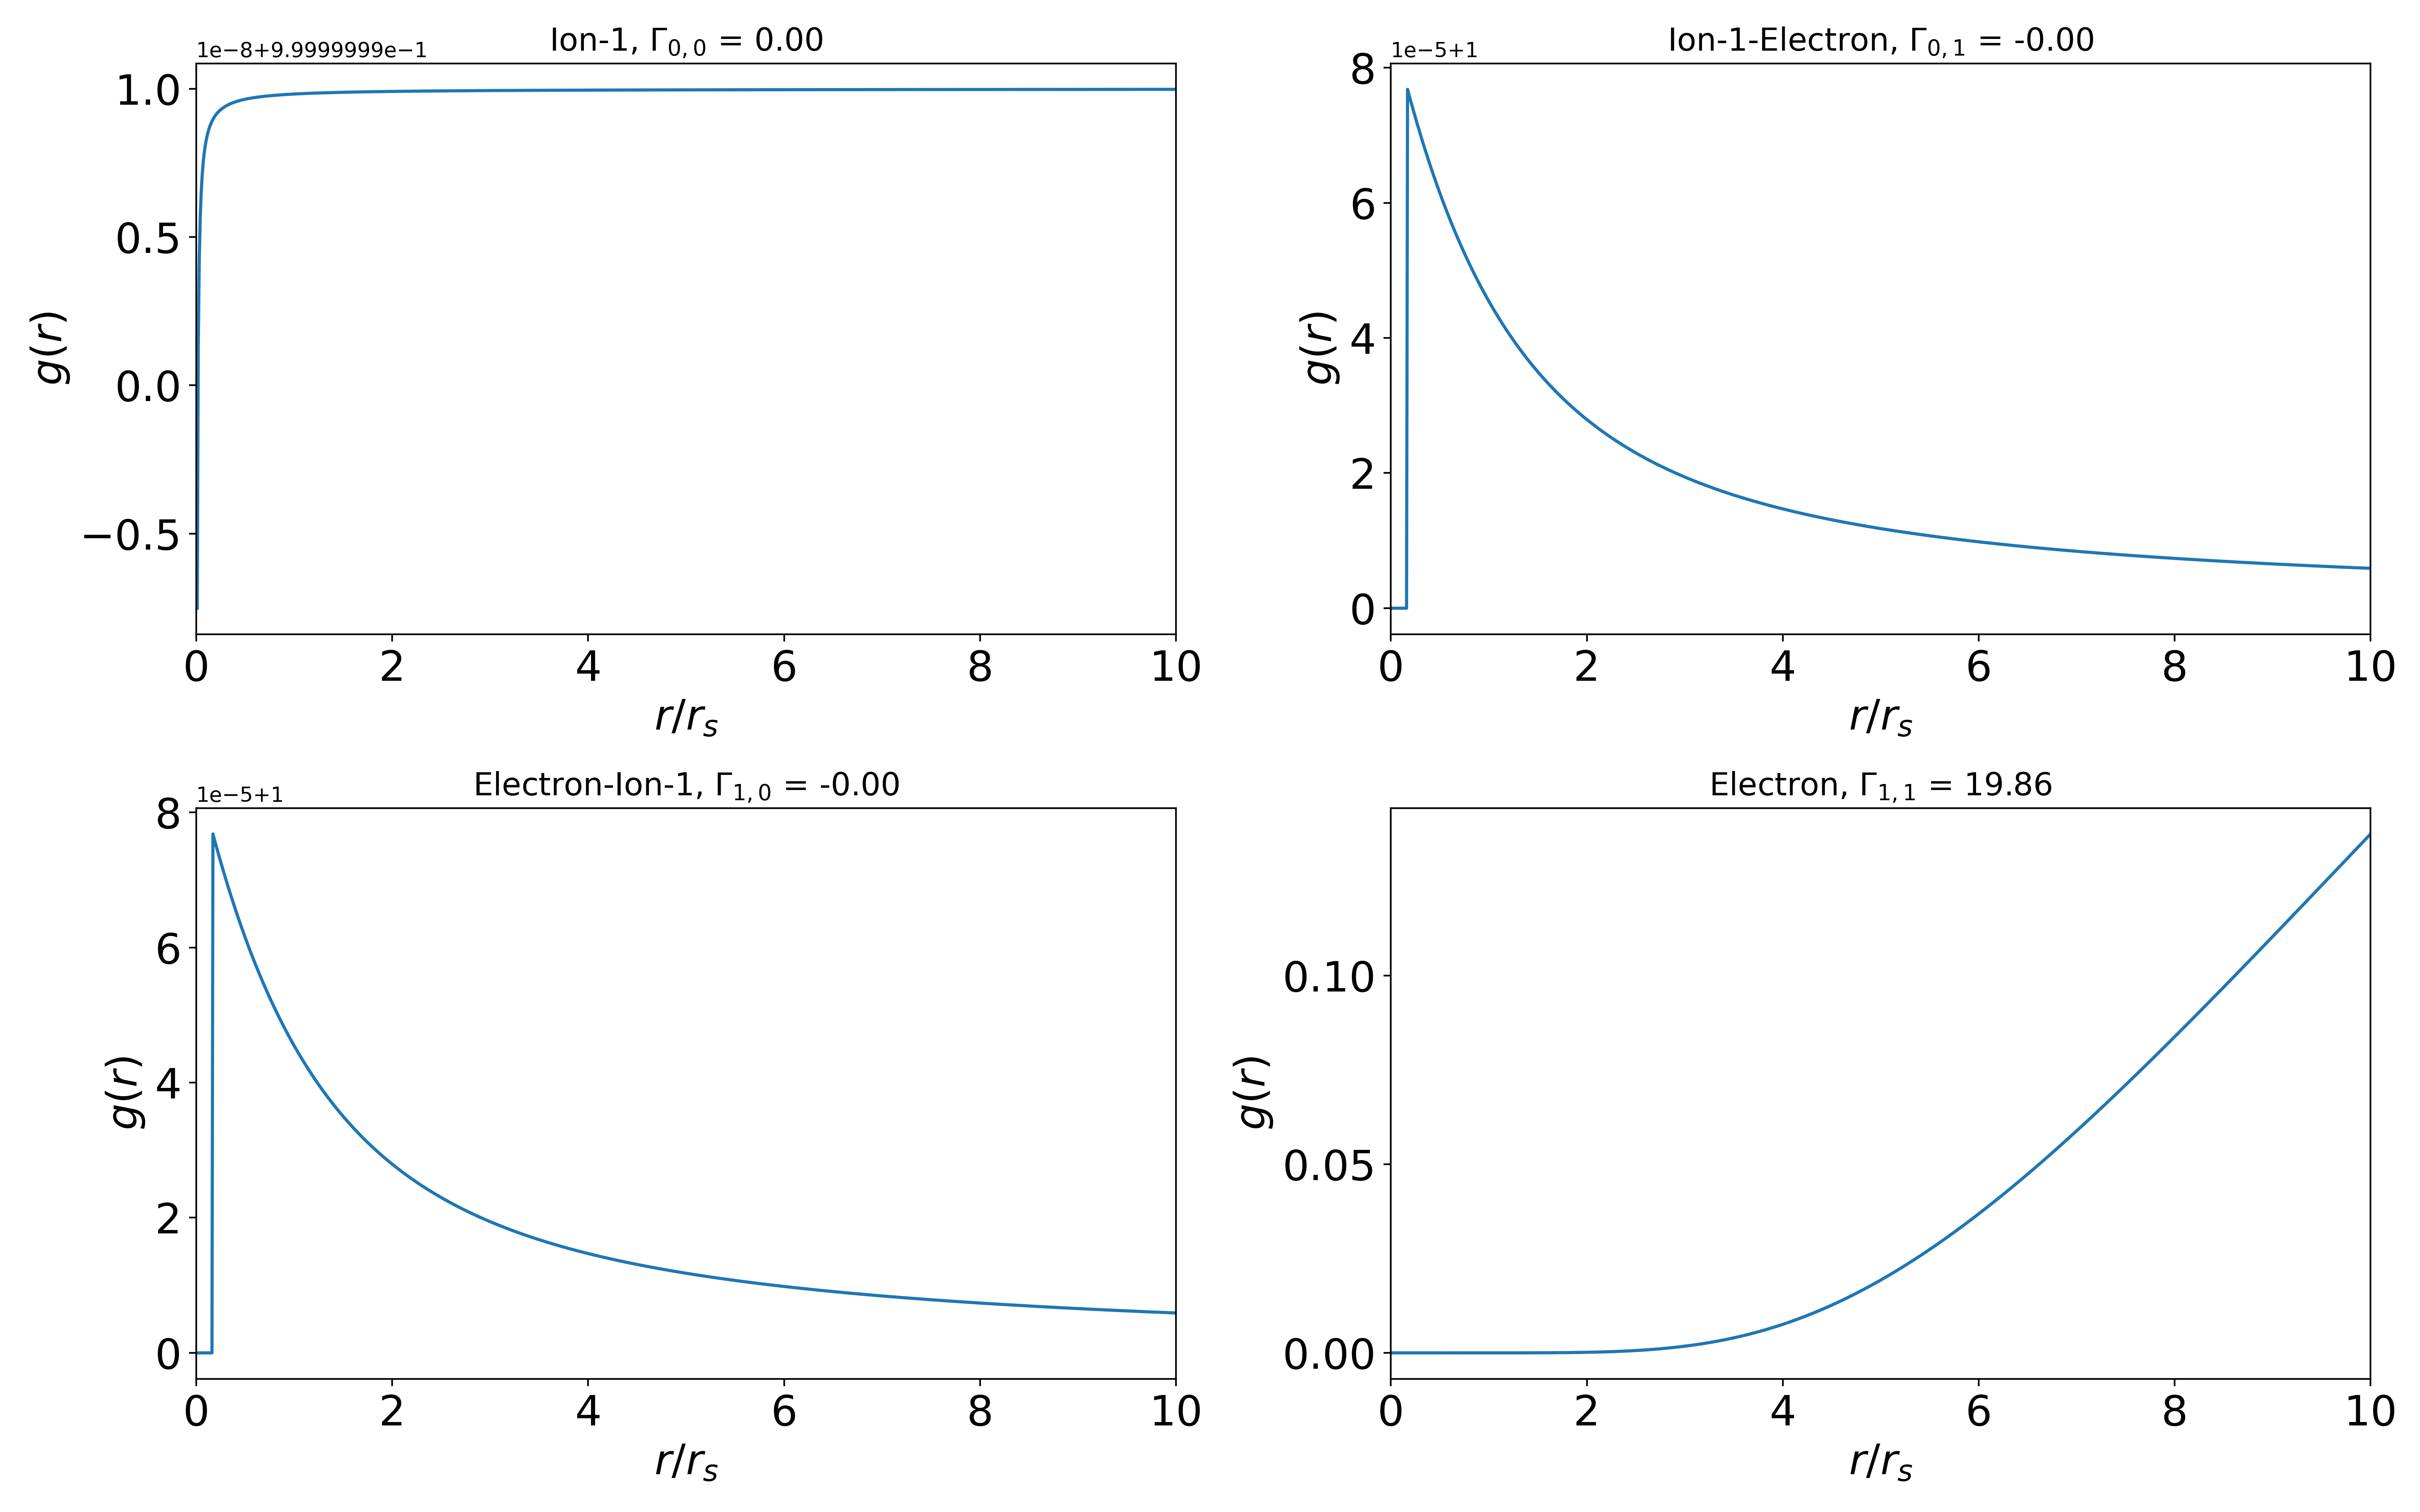 Ion-1, Γ0,0 = 0.00
1e−8+9.9999999e−1
1.0
0.5
0.0
−0.5
g(r)
0 2 4 6 8 10
r/rs
Ion-1-Electron, Γ0,1 = -0.00
1e−5+1
8
6
4
2
0
g(r)
0 2 4 6 8 10
r/rs
Electron-Ion-1, Γ1,0 = -0.00
1e−5+1
8
6
4
2
0
g(r)
0 2 4 6 8 10
r/rs
Electron, Γ1,1 = 19.86
0.10
0.05
0.00
g(r)
0 2 4 6 8 10
r/rs